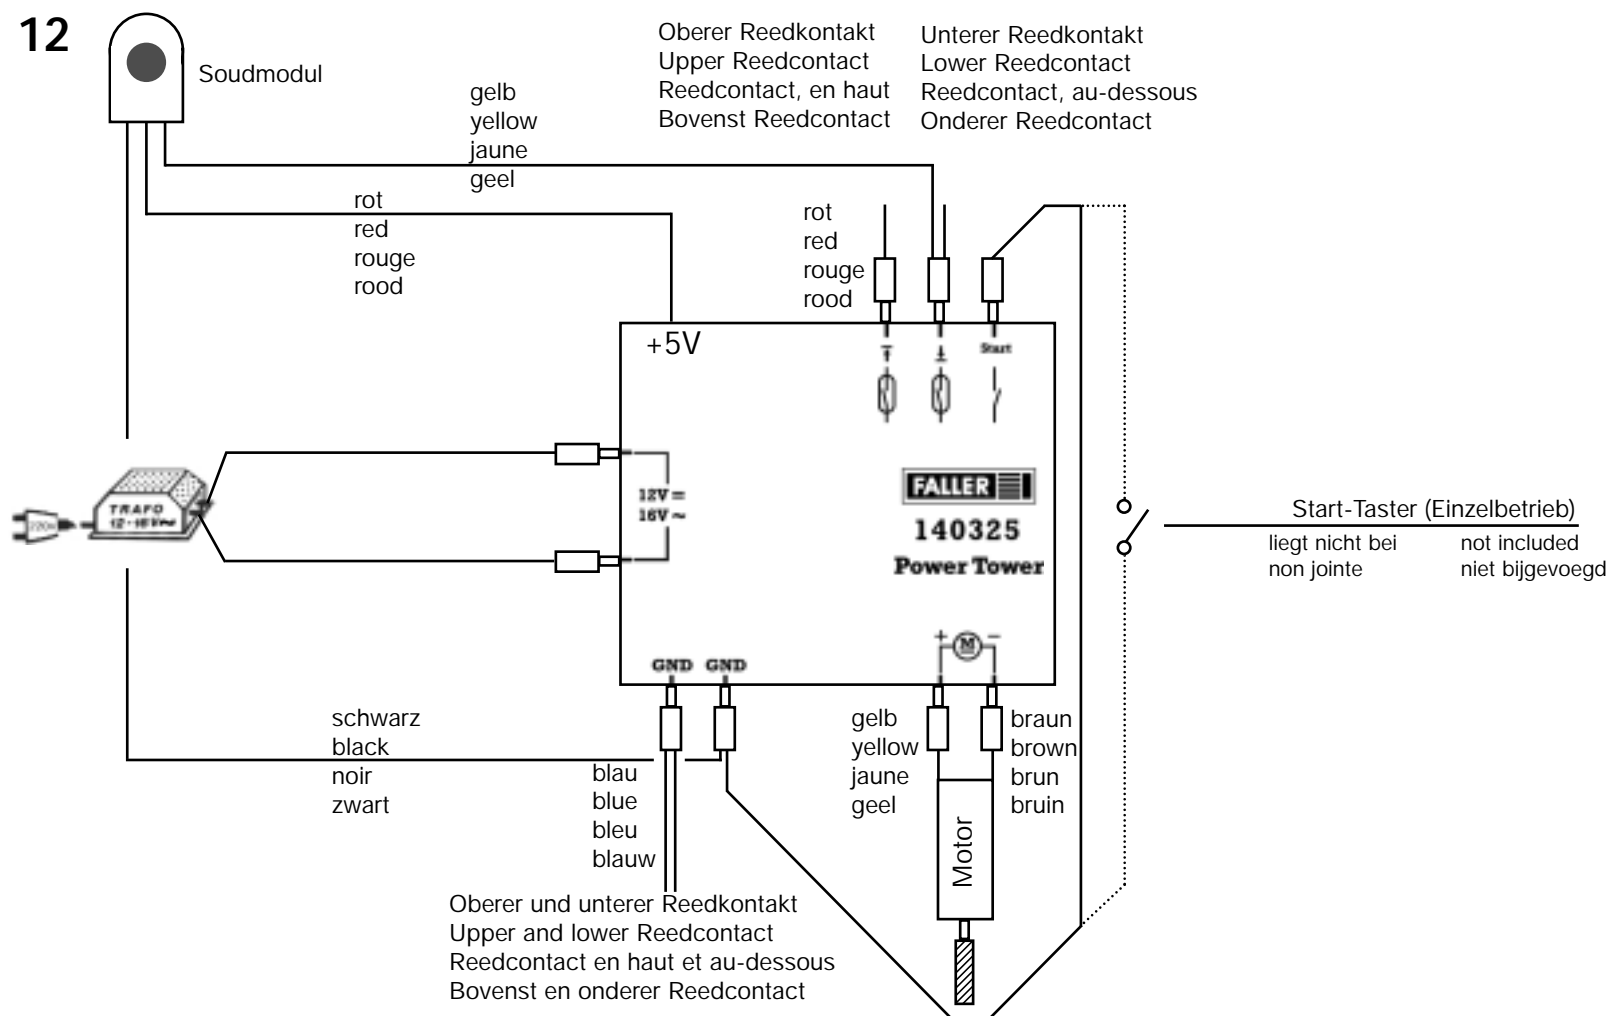 12
Soudmodul
Oberer Reedkontakt
Upper Reedcontact
Reedcontact, en haut
Bovenst Reedcontact
Unterer Reedkontakt
Lower Reedcontact
Reedcontact, au-dessous
Onderer Reedcontact
gelb
yellow
jaune
geel
rot
red
rouge
rood
rot
red
rouge
rood
+5V
Start
TRAFO
12-16V≂
220v
12V =
16V ~
FALLER
140325
Power Tower
Start-Taster (Einzelbetrieb)
liegt nicht bei
non jointe
not included
niet bijgevoegd
+ M −
GND GND
schwarz
black
noir
zwart
blau
blue
bleu
blauw
gelb
yellow
jaune
geel
braun
brown
brun
bruin
Motor
Oberer und unterer Reedkontakt
Upper and lower Reedcontact
Reedcontact en haut et au-dessous
Bovenst en onderer Reedcontact